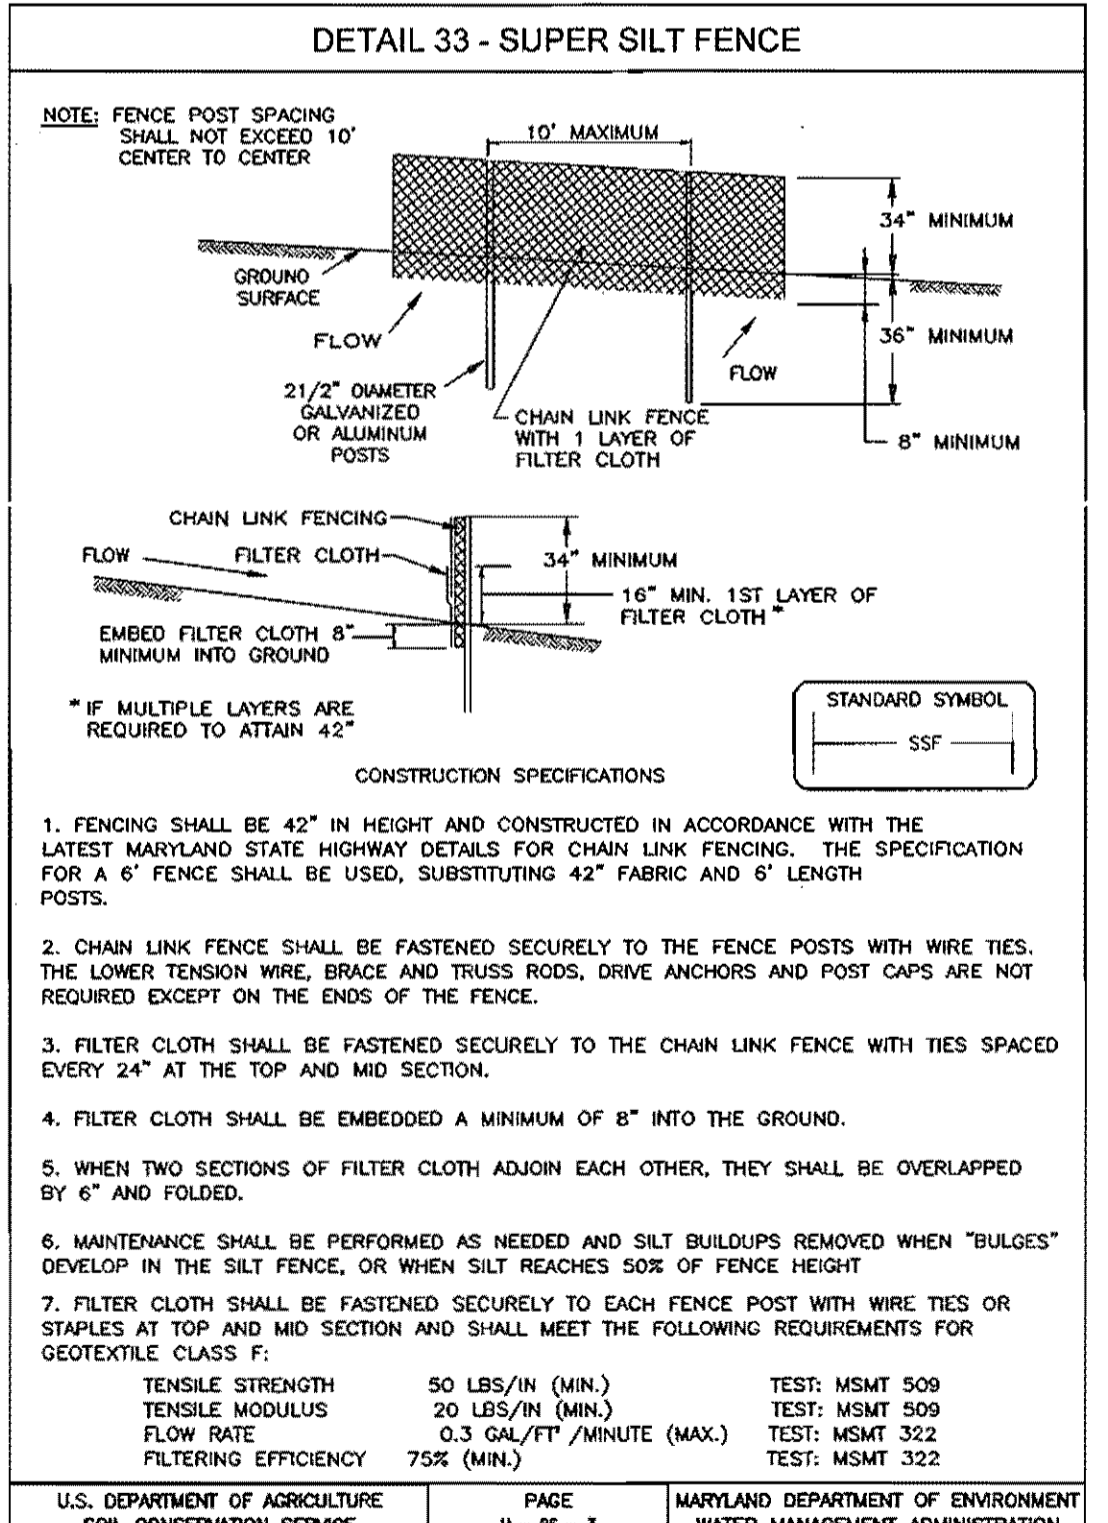 DETAIL 33 - SUPER SILT FENCE
NOTE: FENCE POST SPACING
SHALL NOT EXCEED 10'
CENTER TO CENTER
10' MAXIMUM
34" MINIMUM
GROUND
SURFACE
FLOW
36" MINIMUM
FLOW
21/2" DIAMETER
GALVANIZED
OR ALUMINUM
POSTS
CHAIN LINK FENCE
WITH 1 LAYER OF
FILTER CLOTH
8" MINIMUM
CHAIN LINK FENCING
FLOW
FILTER CLOTH
34" MINIMUM
16" MIN. 1ST LAYER OF
FILTER CLOTH *
EMBED FILTER CLOTH 8"
MINIMUM INTO GROUND
* IF MULTIPLE LAYERS ARE
REQUIRED TO ATTAIN 42"
STANDARD SYMBOL
SSF
CONSTRUCTION SPECIFICATIONS
1. FENCING SHALL BE 42" IN HEIGHT AND CONSTRUCTED IN ACCORDANCE WITH THE
LATEST MARYLAND STATE HIGHWAY DETAILS FOR CHAIN LINK FENCING. THE SPECIFICATION
FOR A 6' FENCE SHALL BE USED, SUBSTITUTING 42" FABRIC AND 6' LENGTH
POSTS.
2. CHAIN LINK FENCE SHALL BE FASTENED SECURELY TO THE FENCE POSTS WITH WIRE TIES.
THE LOWER TENSION WIRE, BRACE AND TRUSS RODS, DRIVE ANCHORS AND POST CAPS ARE NOT
REQUIRED EXCEPT ON THE ENDS OF THE FENCE.
3. FILTER CLOTH SHALL BE FASTENED SECURELY TO THE CHAIN LINK FENCE WITH TIES SPACED
EVERY 24" AT THE TOP AND MID SECTION.
4. FILTER CLOTH SHALL BE EMBEDDED A MINIMUM OF 8" INTO THE GROUND.
5. WHEN TWO SECTIONS OF FILTER CLOTH ADJOIN EACH OTHER, THEY SHALL BE OVERLAPPED
BY 6" AND FOLDED.
6. MAINTENANCE SHALL BE PERFORMED AS NEEDED AND SILT BUILDUPS REMOVED WHEN "BULGES"
DEVELOP IN THE SILT FENCE, OR WHEN SILT REACHES 50% OF FENCE HEIGHT
7. FILTER CLOTH SHALL BE FASTENED SECURELY TO EACH FENCE POST WITH WIRE TIES OR
STAPLES AT TOP AND MID SECTION AND SHALL MEET THE FOLLOWING REQUIREMENTS FOR
GEOTEXTILE CLASS F:
TENSILE STRENGTH 50 LBS/IN (MIN.) TEST: MSMT 509
TENSILE MODULUS 20 LBS/IN (MIN.) TEST: MSMT 509
FLOW RATE 0.3 GAL/FT' /MINUTE (MAX.) TEST: MSMT 322
FILTERING EFFICIENCY 75% (MIN.) TEST: MSMT 322
U.S. DEPARTMENT OF AGRICULTURE
SOIL CONSERVATION SERVICE
PAGE
MARYLAND DEPARTMENT OF ENVIRONMENT
WATER MANAGEMENT ADMINISTRATION